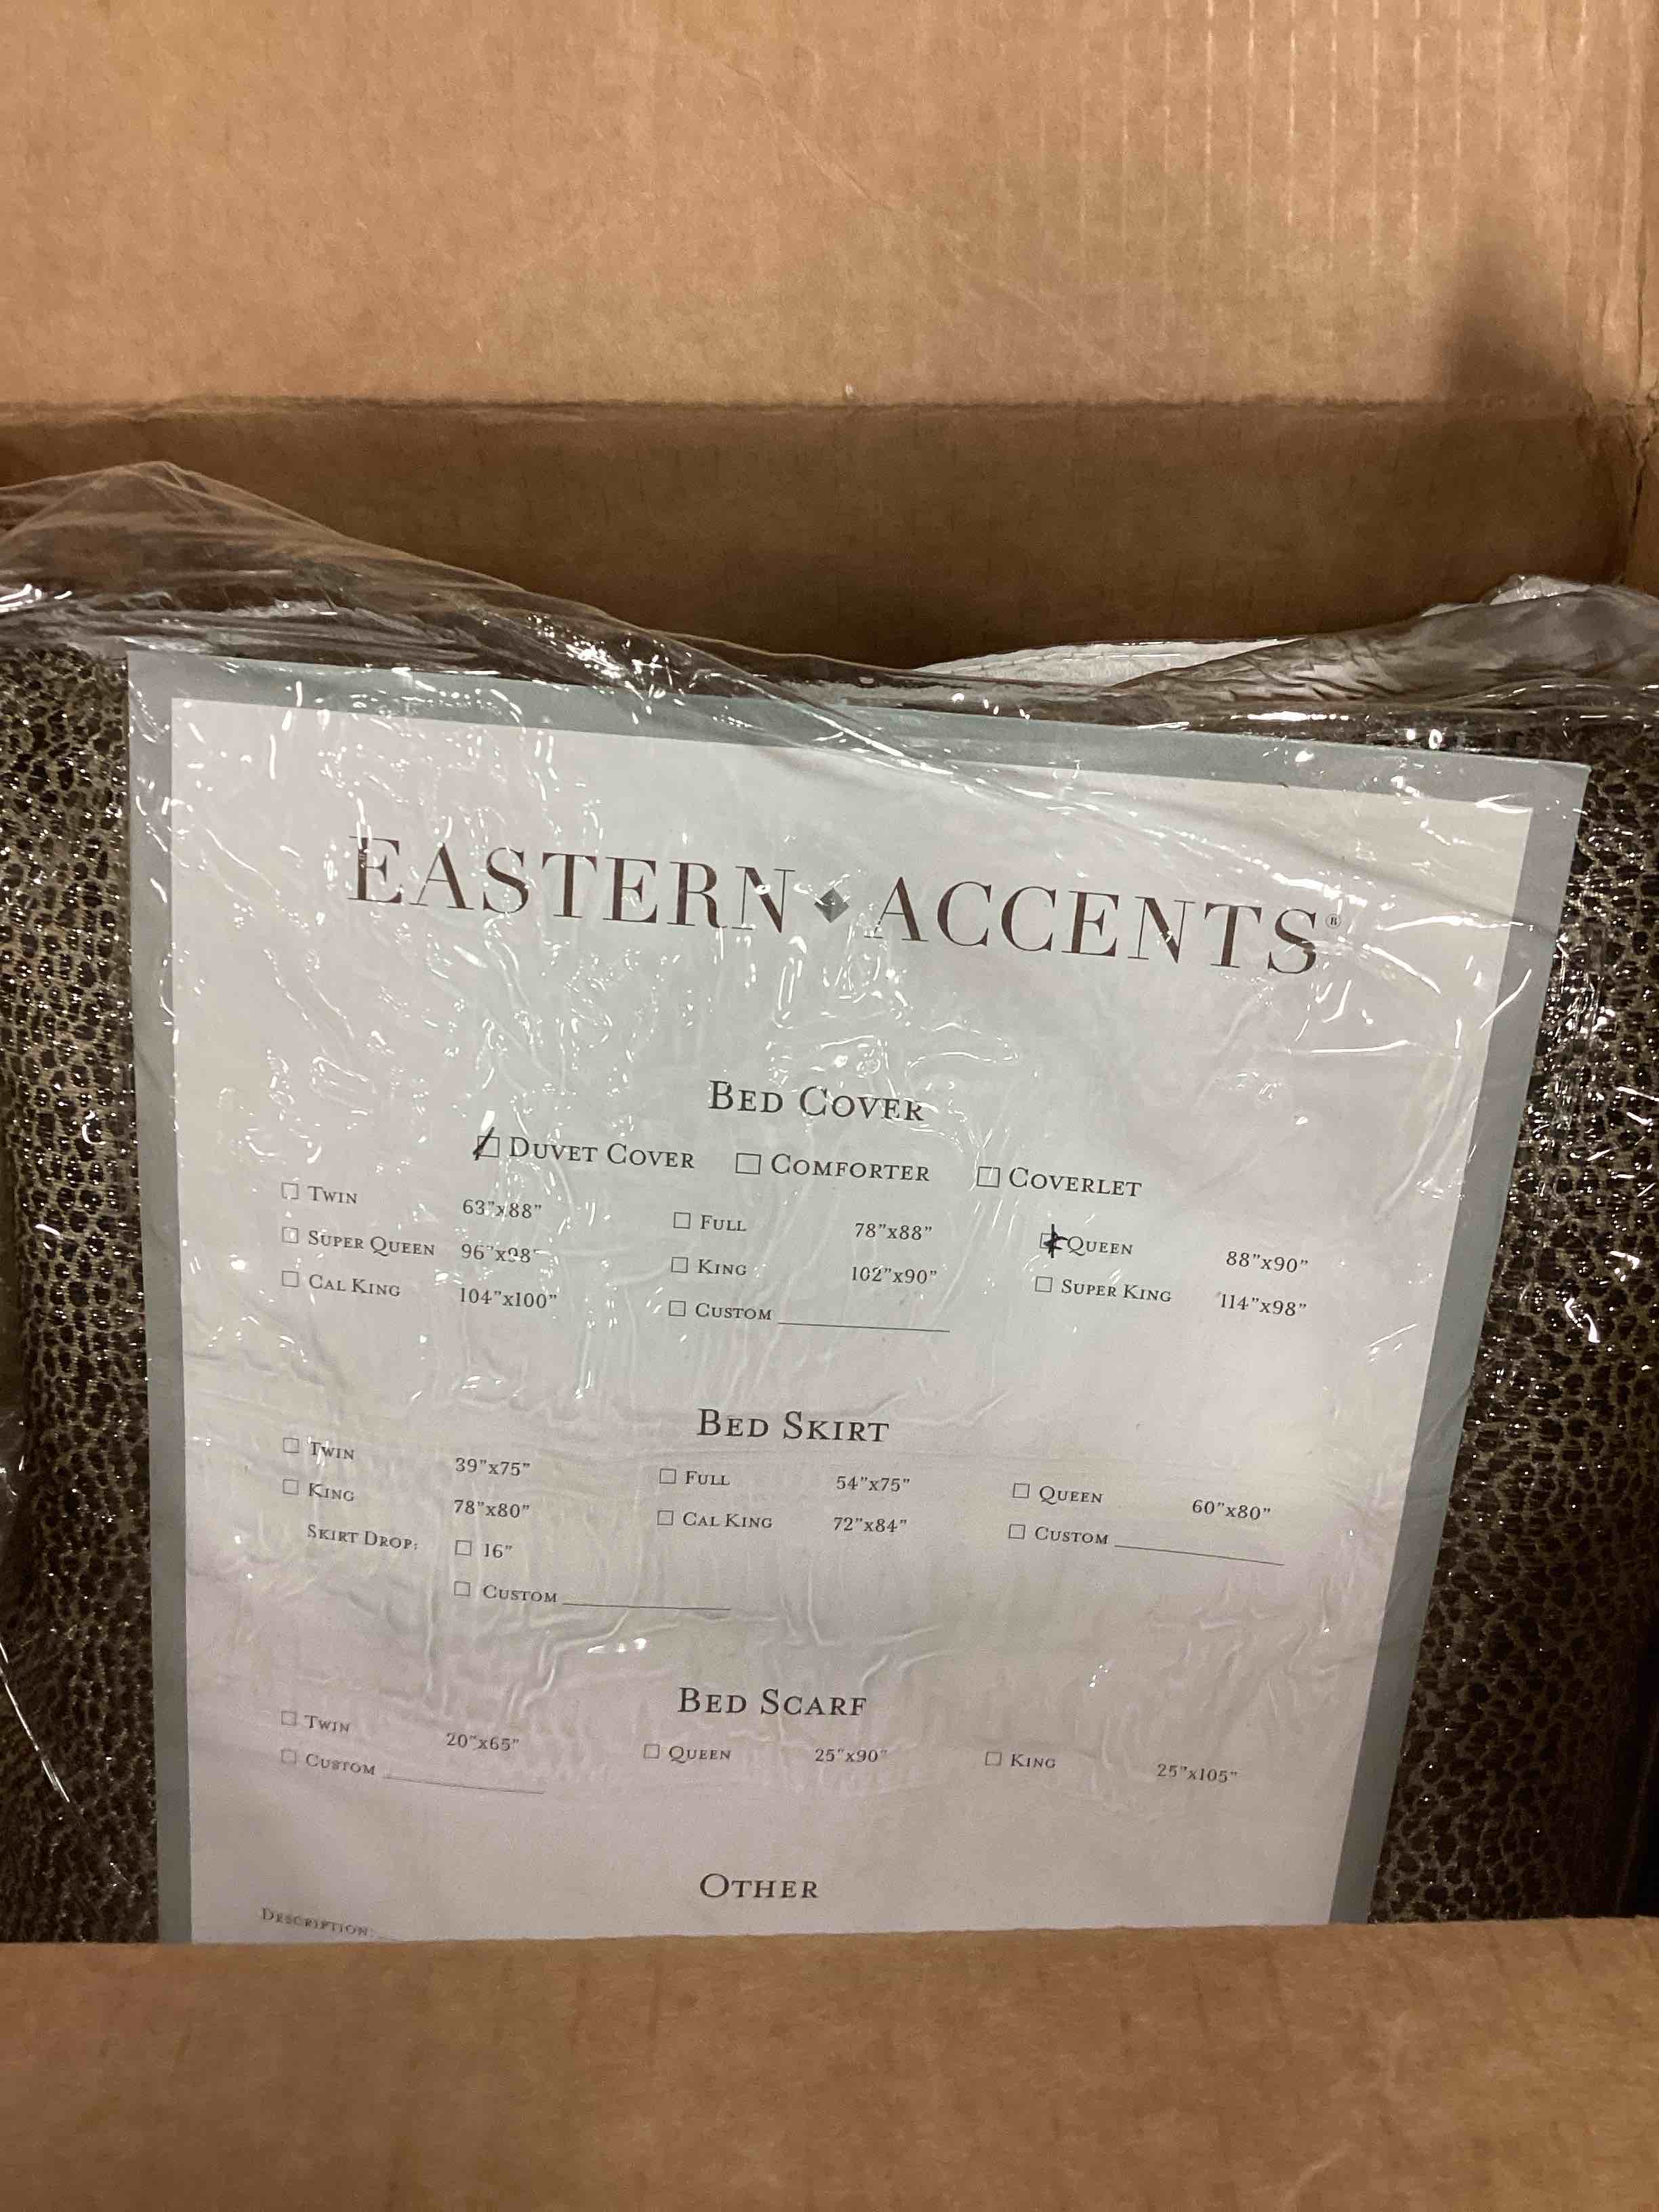 EASTERN ACCENTS®
BED COVER
DUVET COVER COMFORTER COVERLET
TWIN 63"x88" FULL 78"x88" QUEEN 88"x90"
SUPER QUEEN 96"x98" KING 102"x90" SUPER KING 114"x98"
CAL KING 104"x100" CUSTOM
BED SKIRT
TWIN 39"x75" FULL 54"x75" QUEEN 60"x80"
KING 78"x80" CAL KING 72"x84" CUSTOM
SKIRT DROP: 16"
CUSTOM
BED SCARF
TWIN 20"x65" QUEEN 25"x90" KING 25"x105"
CUSTOM
OTHER
DESCRIPTION: